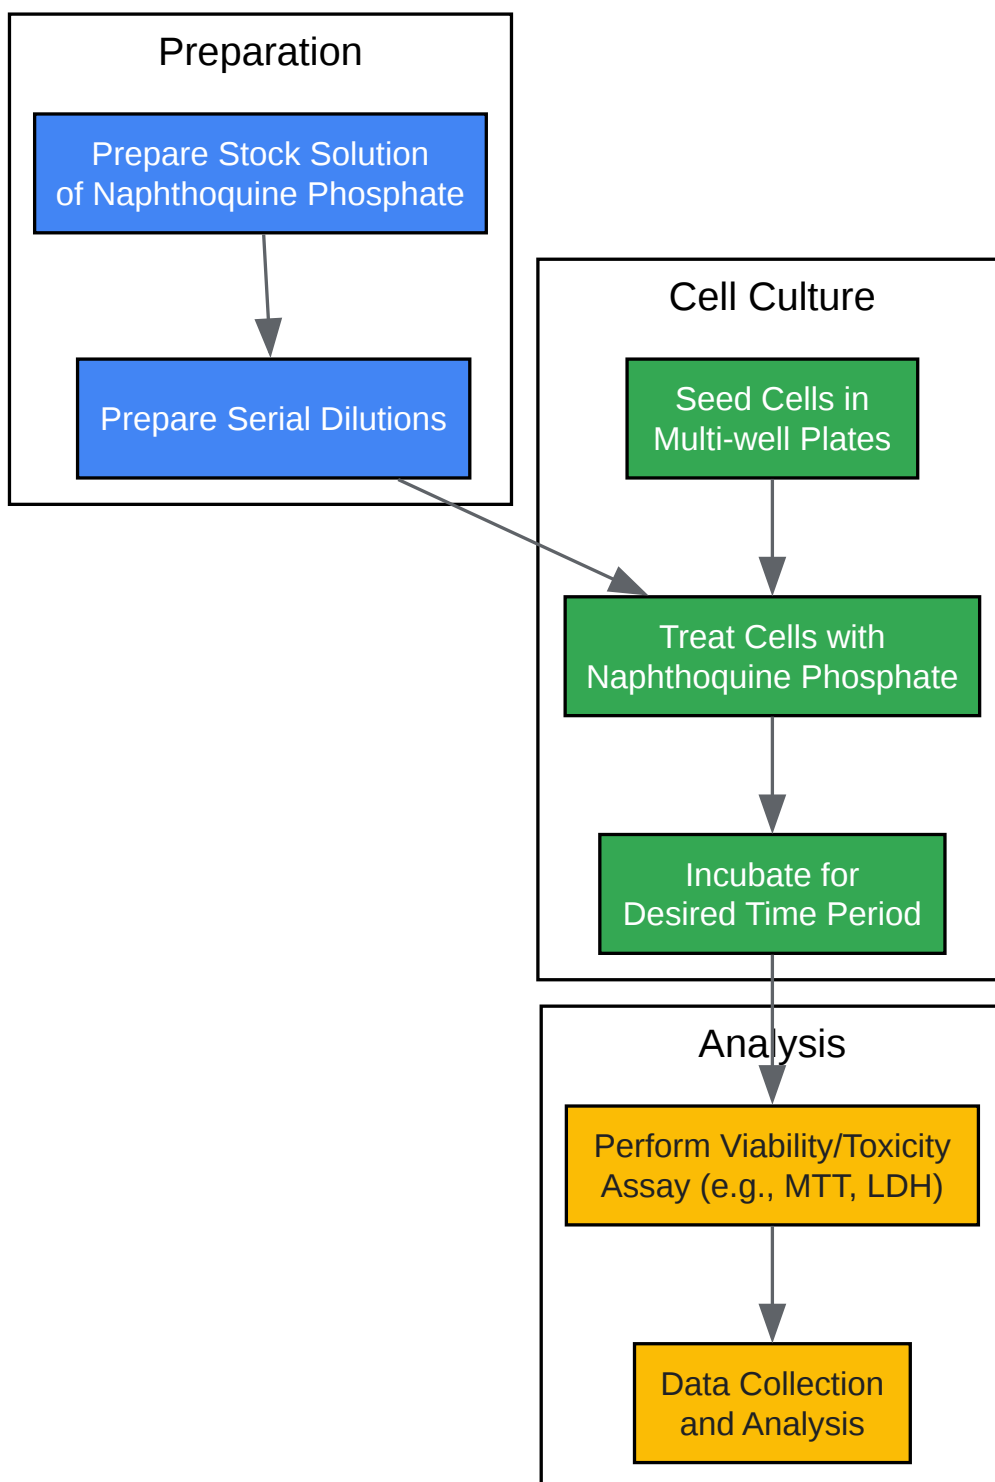 Preparation
Prepare Stock Solution
of Naphthoquine Phosphate
Prepare Serial Dilutions
Cell Culture
Seed Cells in
Multi-well Plates
Treat Cells with
Naphthoquine Phosphate
Incubate for
Desired Time Period
Analysis
Perform Viability/Toxicity
Assay (e.g., MTT, LDH)
Data Collection
and Analysis